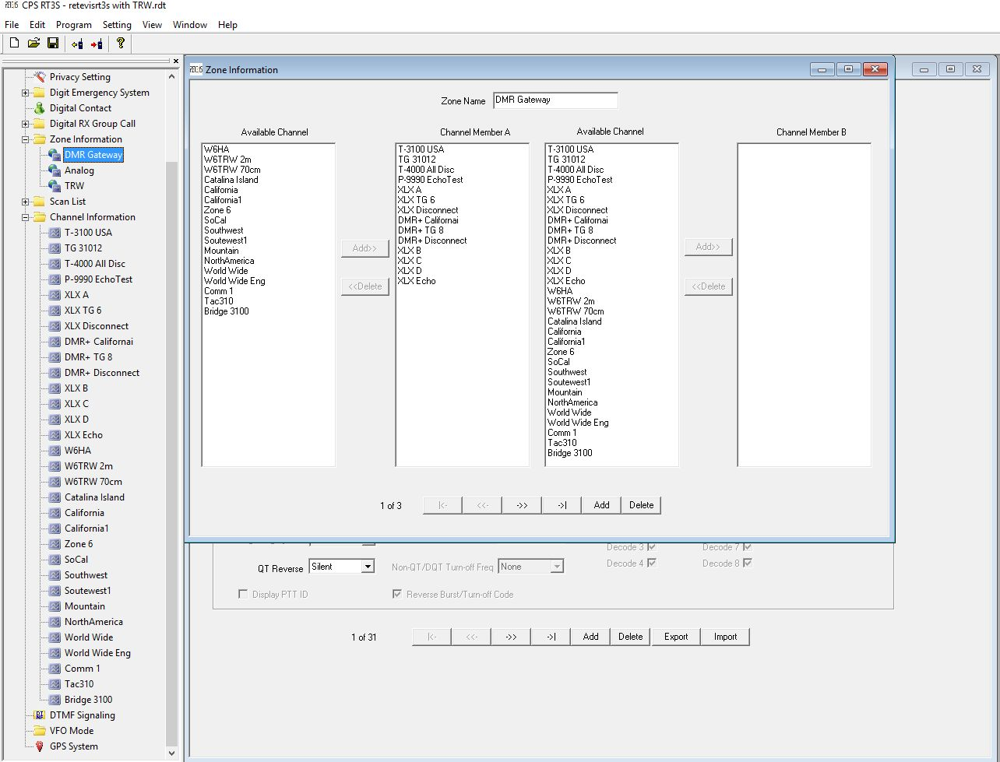 CPS RT3S - retevisrt3s with TRW.rdt
File Edit Program Setting View Window Help
Privacy Setting
Digit Emergency System
Digital Contact
Digital RX Group Call
Zone Information
DMR Gateway
Analog
TRW
Scan List
Channel Information
T-3100 USA
TG 31012
T-4000 All Disc
P-9990 EchoTest
XLX A
XLX TG 6
XLX Disconnect
DMR+ Californai
DMR+ TG 8
DMR+ Disconnect
XLX B
XLX C
XLX D
XLX Echo
W6HA
W6TRW 2m
W6TRW 70cm
Catalina Island
California
California1
Zone 6
SoCal
Southwest
Soutewest1
Mountain
NorthAmerica
World Wide
World Wide Eng
Comm 1
Tac310
Bridge 3100
DTMF Signaling
VFO Mode
GPS System
Zone Information
Zone Name DMR Gateway
Available Channel
W6HA
W6TRW 2m
W6TRW 70cm
Catalina Island
California
California1
Zone 6
SoCal
Southwest
Soutewest1
Mountain
NorthAmerica
World Wide
World Wide Eng
Comm 1
Tac310
Bridge 3100
Add>>
<<Delete
Channel Member A
T-3100 USA
TG 31012
T-4000 All Disc
P-9990 EchoTest
XLX A
XLX TG 6
XLX Disconnect
DMR+ Californai
DMR+ TG 8
DMR+ Disconnect
XLX B
XLX C
XLX D
XLX Echo
Available Channel
T-3100 USA
TG 31012
T-4000 All Disc
P-9990 EchoTest
XLX A
XLX TG 6
XLX Disconnect
DMR+ Californai
DMR+ TG 8
DMR+ Disconnect
XLX B
XLX C
XLX D
XLX Echo
W6HA
W6TRW 2m
W6TRW 70cm
Catalina Island
California
California1
Zone 6
SoCal
Southwest
Soutewest1
Mountain
NorthAmerica
World Wide
World Wide Eng
Comm 1
Tac310
Bridge 3100
Add>>
<<Delete
Channel Member B
1 of 3 |<- <<- ->> ->| Add Delete
Decode 3 Decode 7
QT Reverse Silent Non-QT/DQT Turn-off Freq None Decode 4 Decode 8
Display PTT ID Reverse Burst/Turn-off Code
1 of 31 |<- <<- ->> ->| Add Delete Export Import